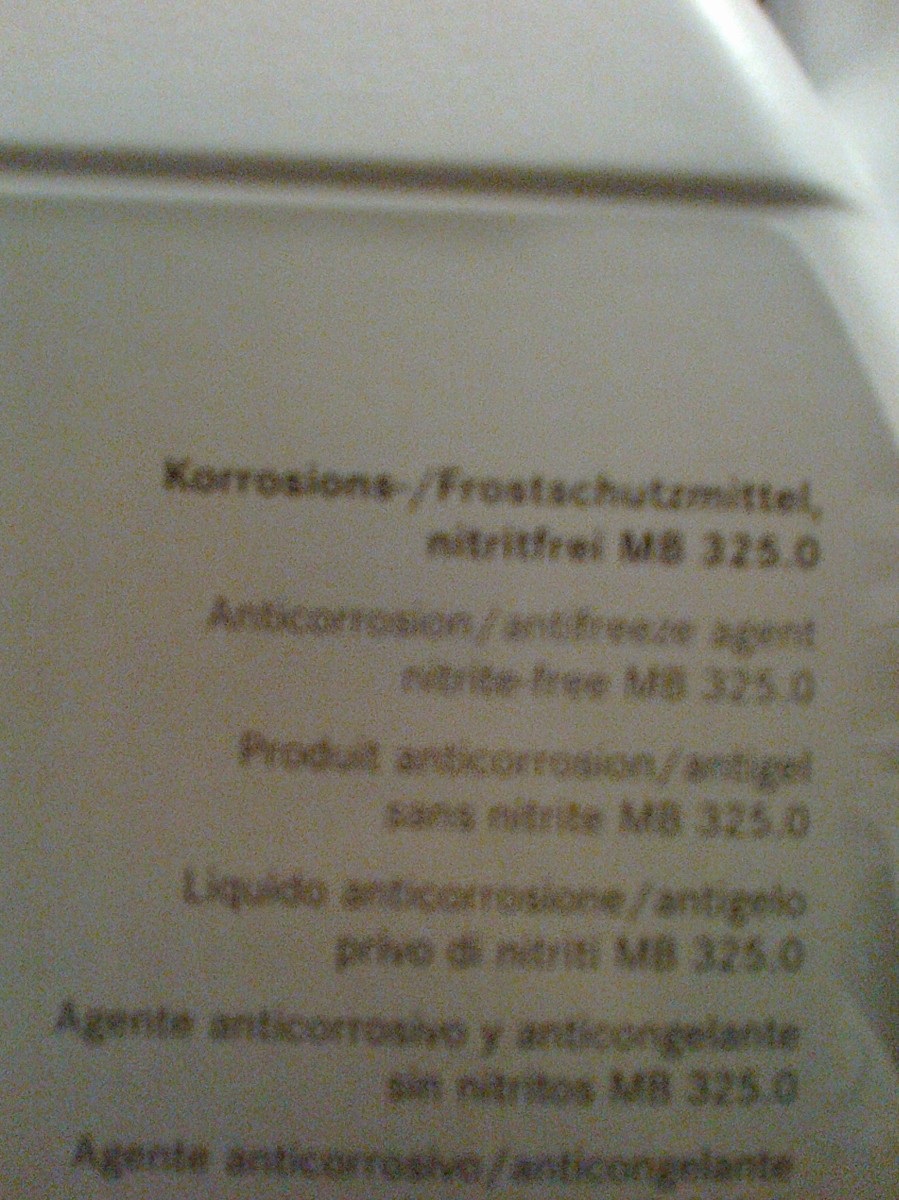 Korrosions-/Frostschutzmittel,
nitritfrei MB 325.0
Anticorrosion/antifreeze agent
nitrite-free MB 325.0
Produit anticorrosion/antigel
sans nitrite MB 325.0
Liquido anticorrosione/antigelo
privo di nitriti MB 325.0
Agente anticorrosivo y anticongelante
sin nitritos MB 325.0
Agente anticorrosivo/anticongelante